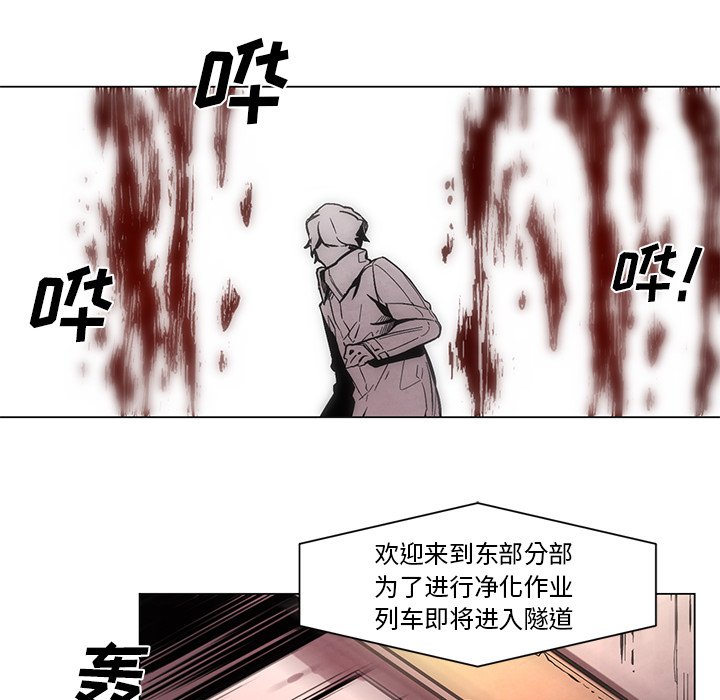 哗
哗
哗!
欢迎来到东部分部
为了进行净化作业
列车即将进入隧道
轰